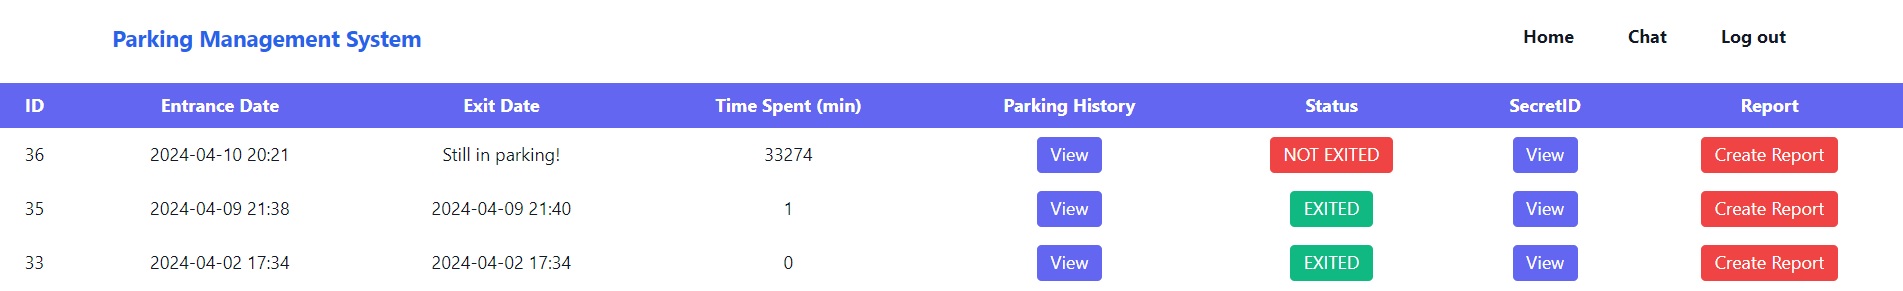 Parking Management System Home Chat Log out
ID Entrance Date Exit Date Time Spent (min) Parking History Status SecretID Report
36 2024-04-10 20:21 Still in parking! 33274 View NOT EXITED View Create Report
35 2024-04-09 21:38 2024-04-09 21:40 1 View EXITED View Create Report
33 2024-04-02 17:34 2024-04-02 17:34 0 View EXITED View Create Report